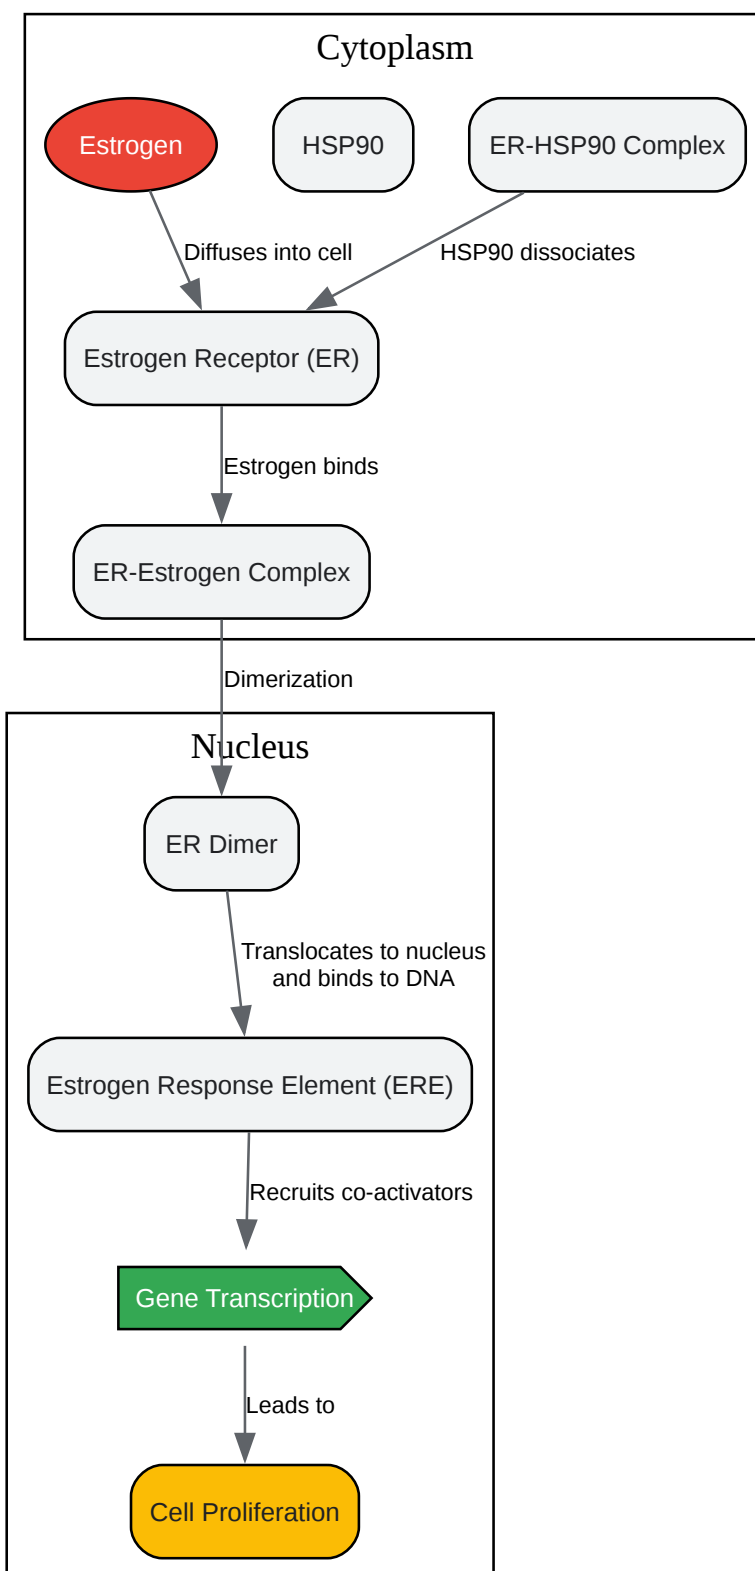 Cytoplasm
Estrogen
HSP90
ER-HSP90 Complex
Diffuses into cell
HSP90 dissociates
Estrogen Receptor (ER)
Estrogen binds
ER-Estrogen Complex
Dimerization
Nucleus
ER Dimer
Translocates to nucleus
and binds to DNA
Estrogen Response Element (ERE)
Recruits co-activators
Gene Transcription
Leads to
Cell Proliferation